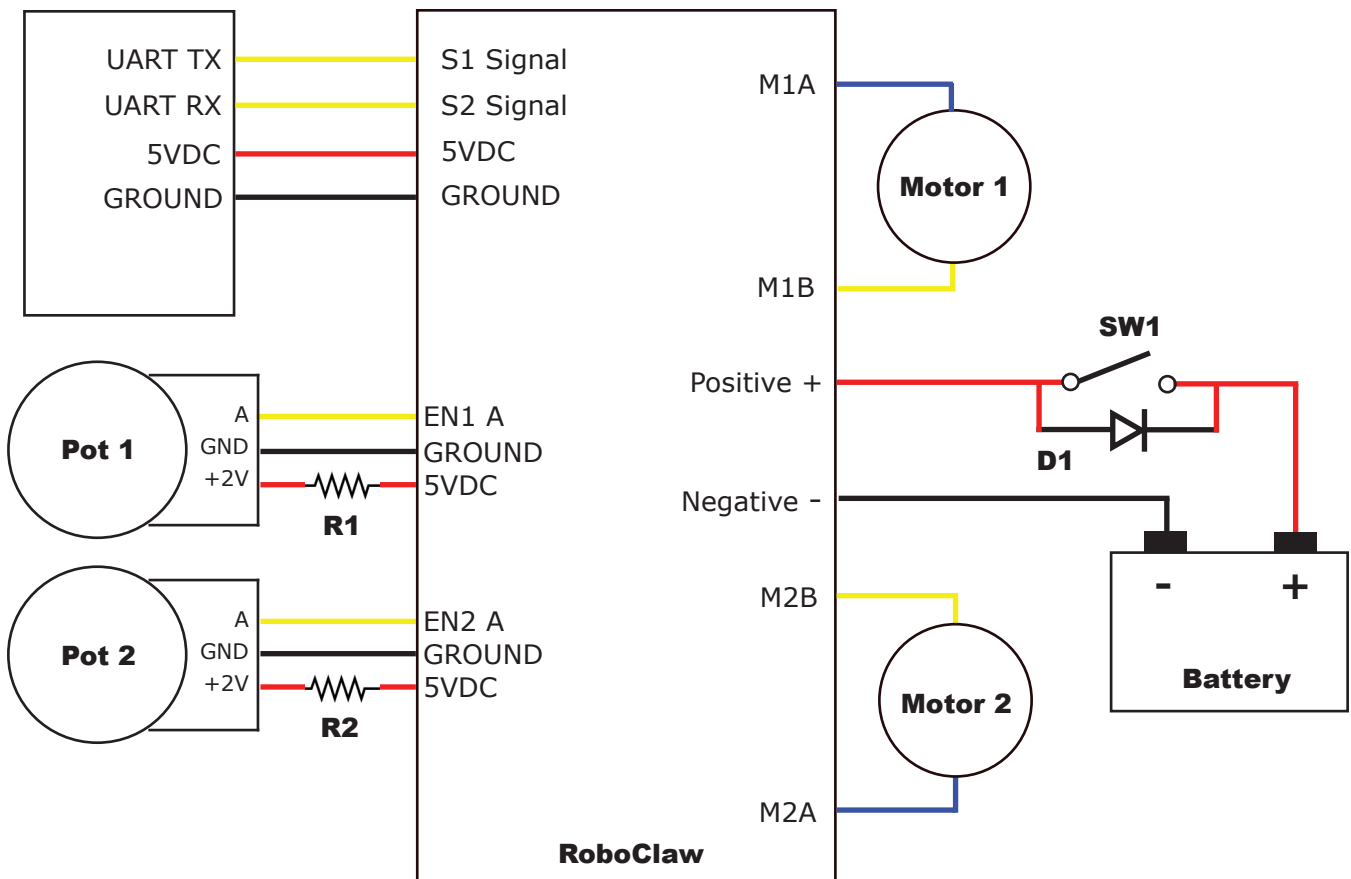 UART TX
UART RX
5VDC
GROUND
S1 Signal
S2 Signal
5VDC
GROUND
M1A
Motor 1
M1B
SW1
Positive +
D1
Negative -
- +
Battery
Pot 1
A
GND
+2V
R1
EN1 A
GROUND
5VDC
Pot 2
A
GND
+2V
R2
EN2 A
GROUND
5VDC
M2B
Motor 2
M2A
RoboClaw